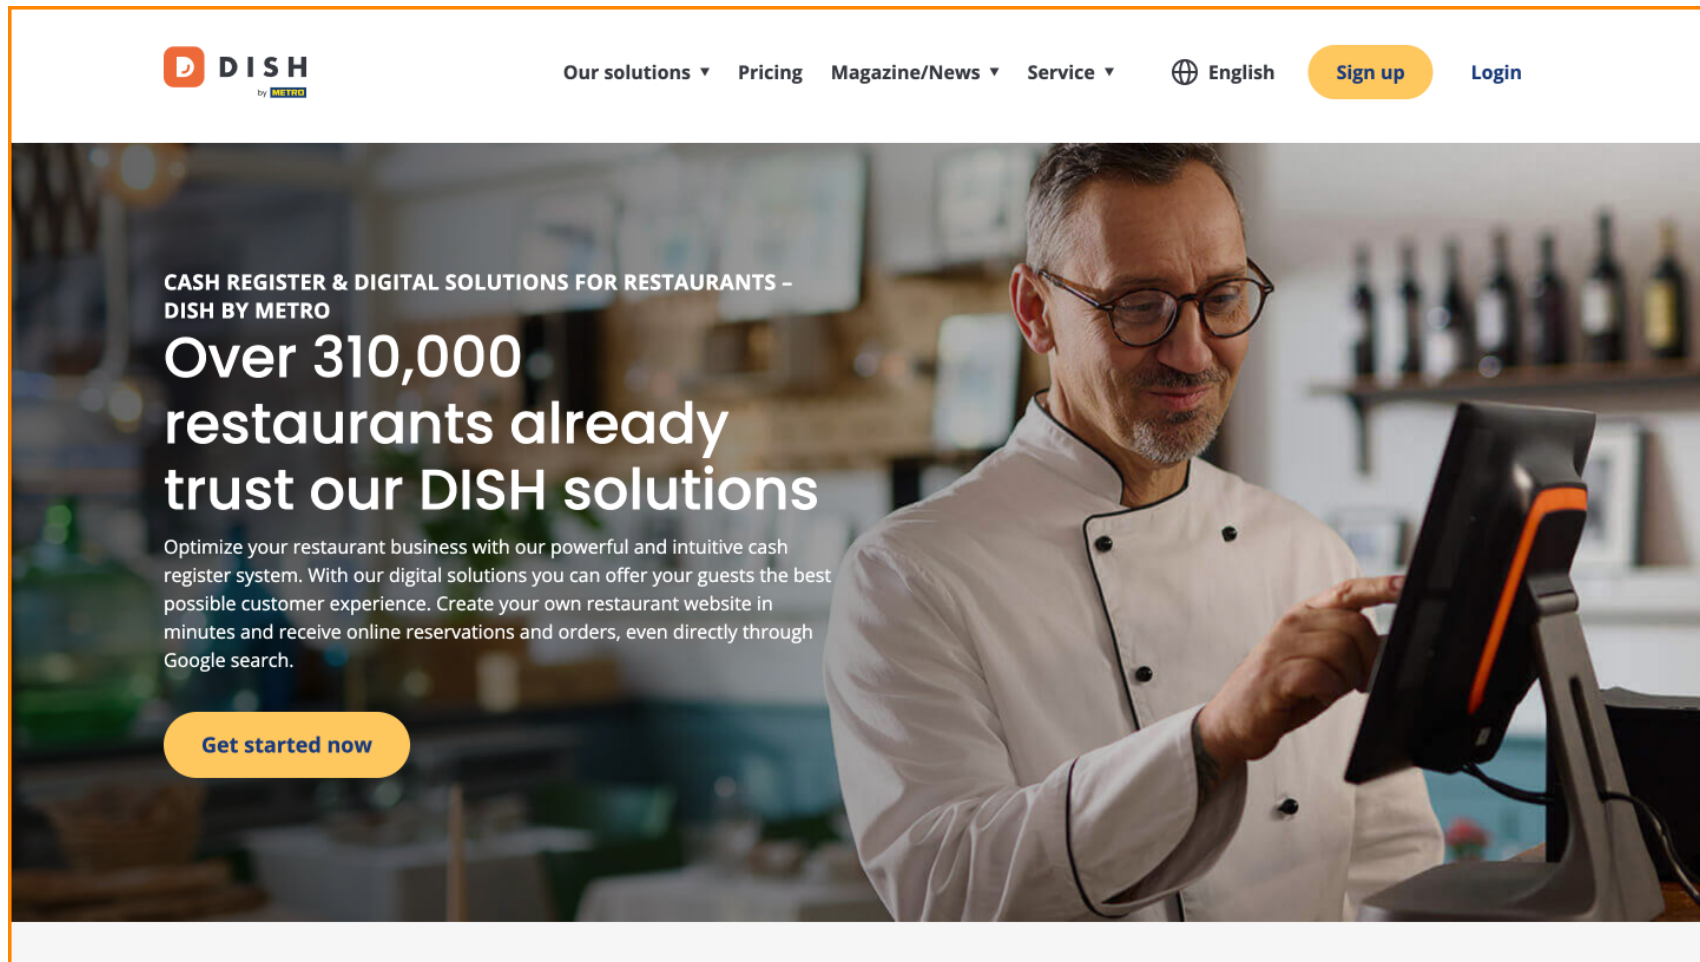 DISH
by METRO
Our solutions ▼ Pricing Magazine/News ▼ Service ▼ English Sign up Login
CASH REGISTER & DIGITAL SOLUTIONS FOR RESTAURANTS –
DISH BY METRO
Over 310,000
restaurants already
trust our DISH solutions
Optimize your restaurant business with our powerful and intuitive cash
register system. With our digital solutions you can offer your guests the best
possible customer experience. Create your own restaurant website in
minutes and receive online reservations and orders, even directly through
Google search.
Get started now